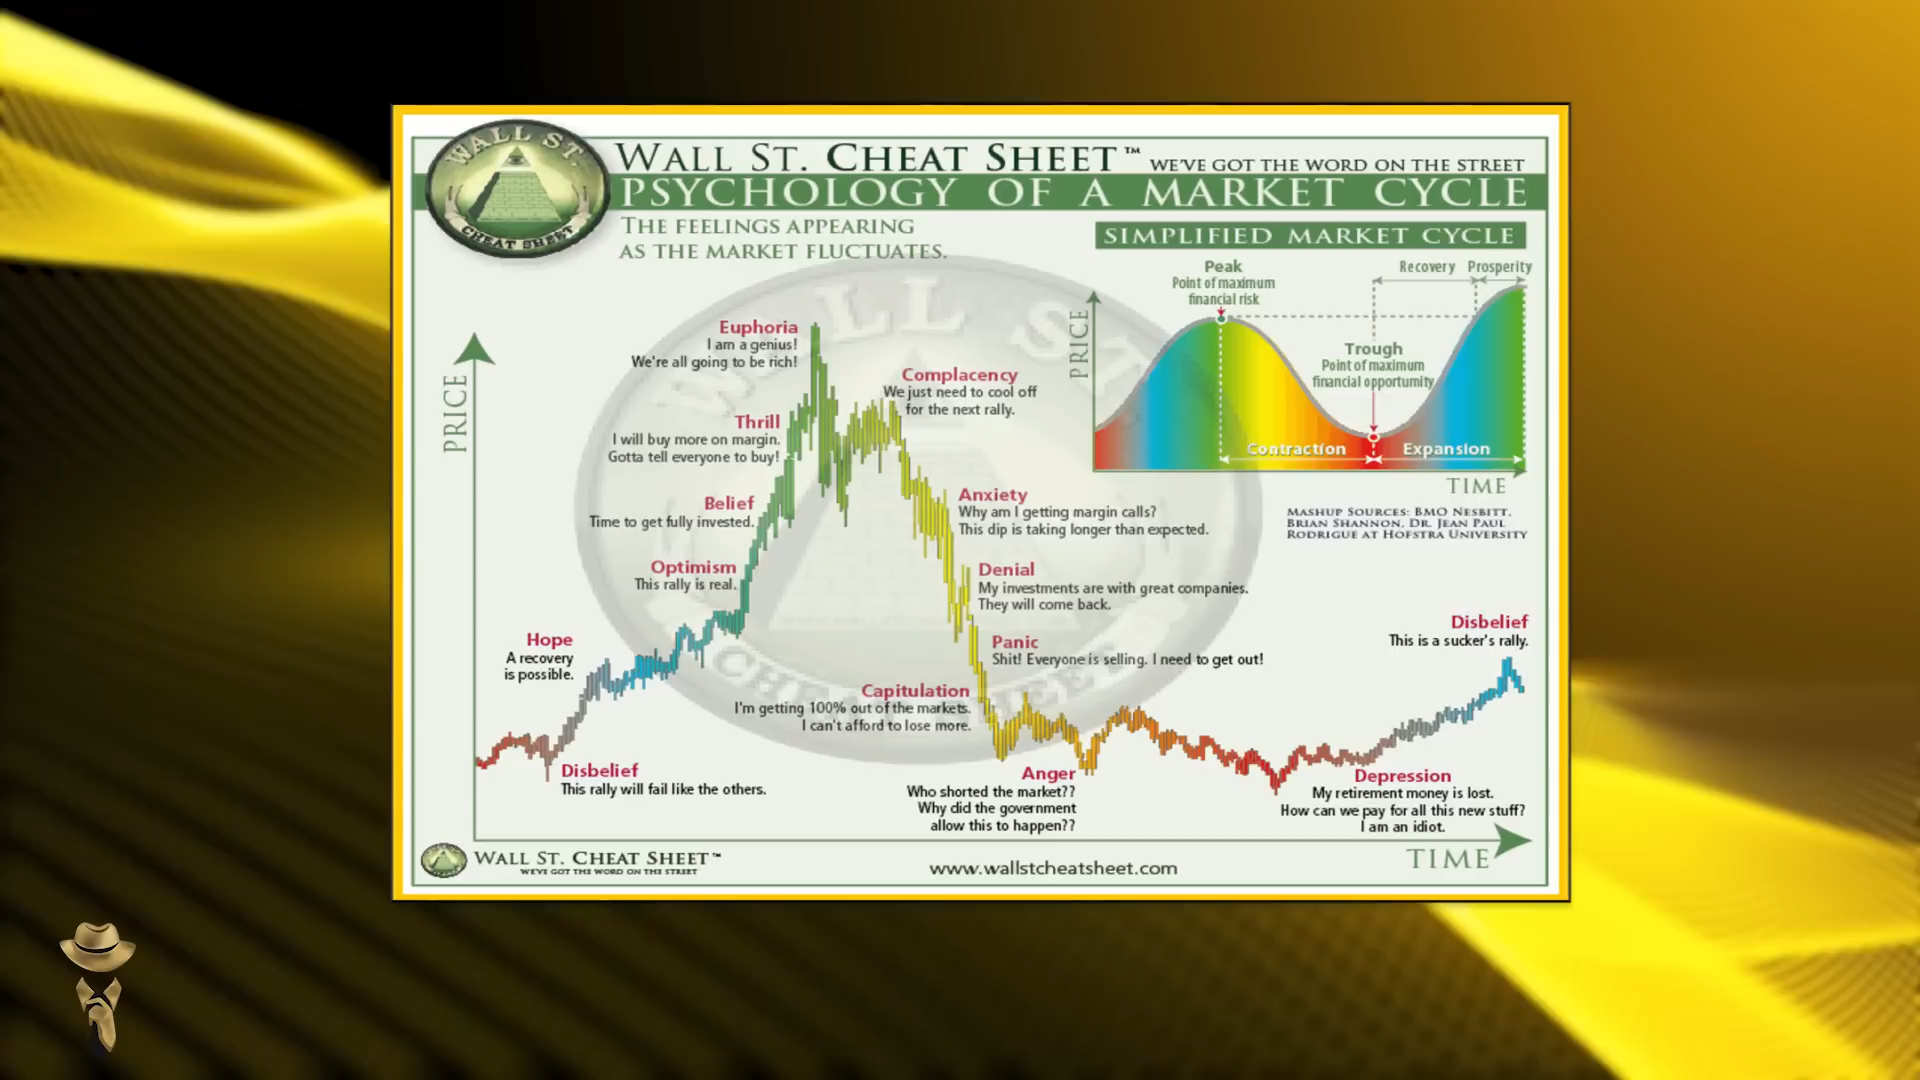 WALL ST.
CHEAT SHEET
WALL ST. CHEAT SHEET™ WE'VE GOT THE WORD ON THE STREET
PSYCHOLOGY OF A MARKET CYCLE
THE FEELINGS APPEARING
AS THE MARKET FLUCTUATES.
SIMPLIFIED MARKET CYCLE
Peak
Point of maximum
financial risk
Recovery Prosperity
PRICE
Trough
Point of maximum
financial opportunity
Contraction
Expansion
TIME
MASHUP SOURCES: BMO NESBITT,
BRIAN SHANNON, DR. JEAN PAUL
RODRIGUE AT HOFSTRA UNIVERSITY
WALL ST.
CHEAT SHEET
PRICE
Euphoria
I am a genius!
We're all going to be rich!
Complacency
We just need to cool off
for the next rally.
Thrill
I will buy more on margin.
Gotta tell everyone to buy!
Belief
Time to get fully invested.
Anxiety
Why am I getting margin calls?
This dip is taking longer than expected.
Optimism
This rally is real.
Denial
My investments are with great companies.
They will come back.
Hope
A recovery
is possible.
Panic
Shit! Everyone is selling. I need to get out!
Disbelief
This is a sucker's rally.
Capitulation
I'm getting 100% out of the markets.
I can't afford to lose more.
Disbelief
This rally will fail like the others.
Anger
Who shorted the market??
Why did the government
allow this to happen??
Depression
My retirement money is lost.
How can we pay for all this new stuff?
I am an idiot.
TIME
WALL ST. CHEAT SHEET™
WE'VE GOT THE WORD ON THE STREET
www.wallstcheatsheet.com